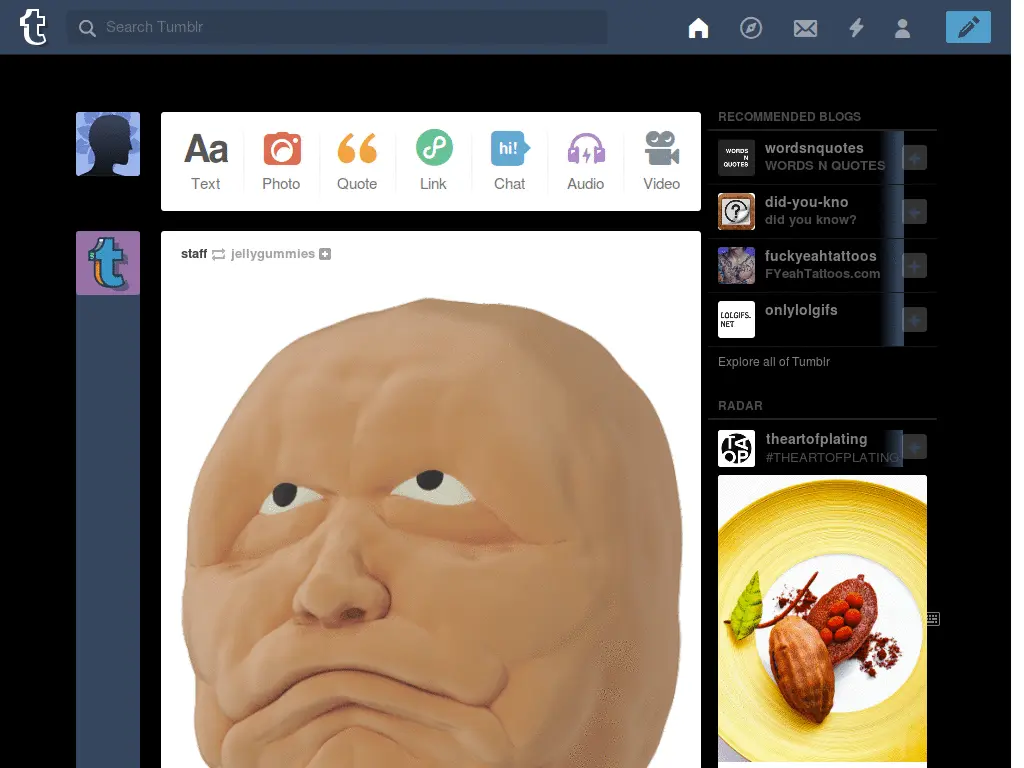 t
Search Tumblr
Aa
hi!
Text
Photo
Quote
Link
Chat
Audio
Video
staff jellygummies
t
RECOMMENDED BLOGS
WORDS
N
QUOTES
wordsnquotes
WORDS N QUOTES
?
did-you-kno
did you know?
fuckyeahtattoos
FYeahTattoos.com
LOLGIFS.
NET
onlylolgifs
Explore all of Tumblr
RADAR
TA
OP
theartofplating
#THEARTOFPLATING